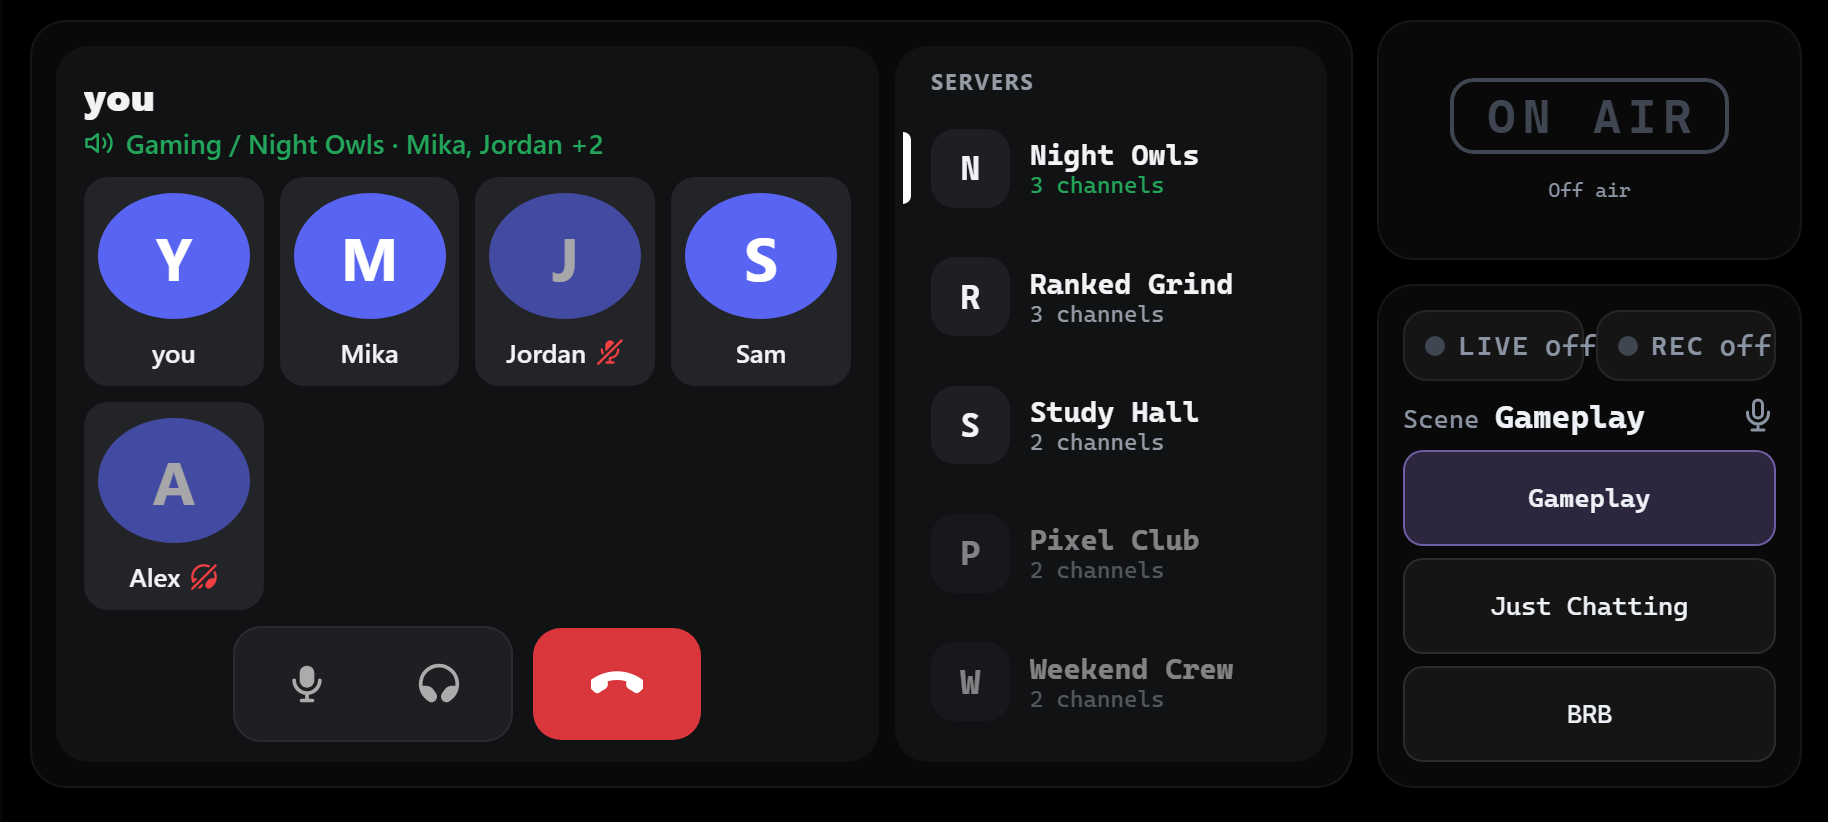 you
Gaming / Night Owls · Mika, Jordan +2
Y
you
M
Mika
J
Jordan
S
Sam
A
Alex
SERVERS
N
Night Owls
3 channels
R
Ranked Grind
3 channels
S
Study Hall
2 channels
P
Pixel Club
2 channels
W
Weekend Crew
2 channels
ON AIR
Off air
LIVE off
REC off
Scene Gameplay
Gameplay
Just Chatting
BRB